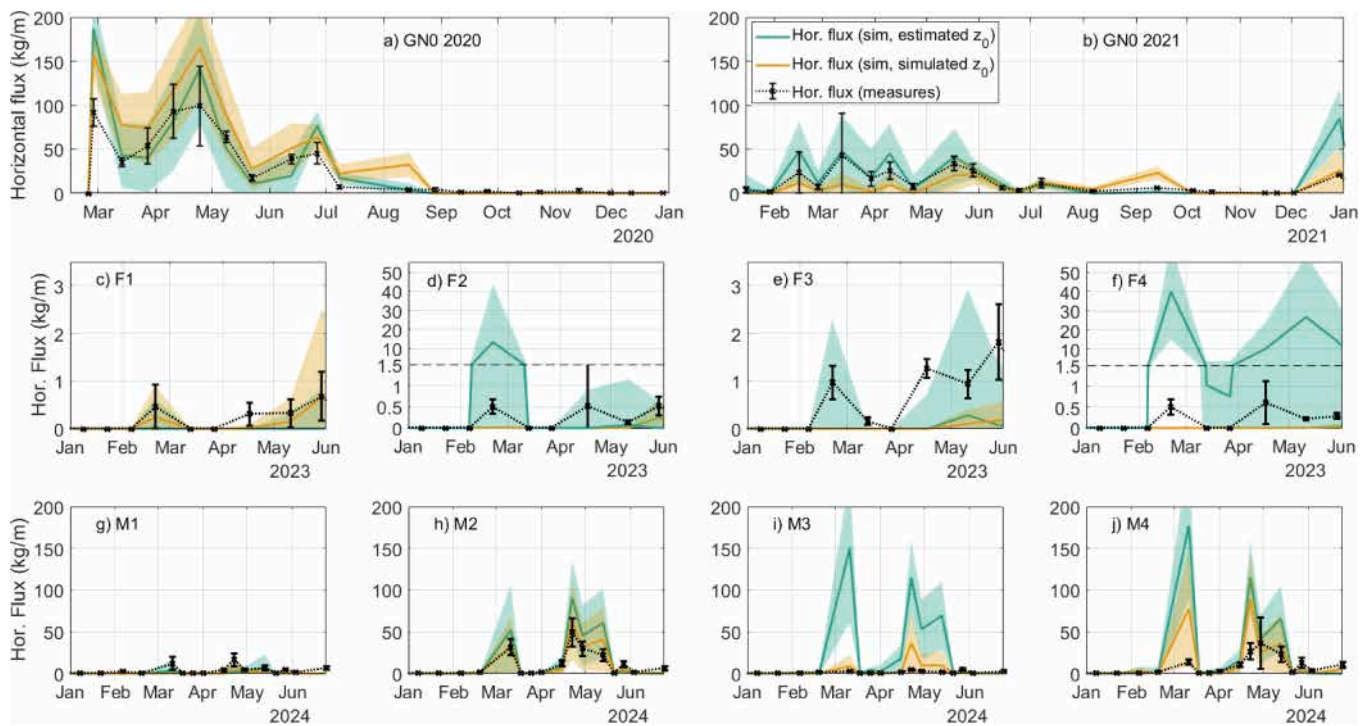 a) GN0 2020
b) GN0 2021
Hor. flux (sim, estimated z0)
Hor. flux (sim, simulated z0)
Hor. flux (measures)
Horizontal flux (kg/m)
200
150
100
50
0
Mar Apr May Jun Jul Aug Sep Oct Nov Dec Jan
2020
200
150
100
50
0
Feb Mar Apr May Jun Jul Aug Sep Oct Nov Dec Jan
2021
c) F1
Hor. Flux (kg/m)
3
2
1
0
Jan Feb Mar Apr May Jun
2023
d) F2
50
40
30
20
10
1.5
1
0.5
0
Jan Feb Mar Apr May Jun
2023
e) F3
3
2
1
0
Jan Feb Mar Apr May Jun
2023
f) F4
50
40
30
20
10
1.5
1
0.5
0
Jan Feb Mar Apr May Jun
2023
g) M1
Hor. Flux (kg/m)
200
150
100
50
0
Jan Feb Mar Apr May Jun
2024
h) M2
200
150
100
50
0
Jan Feb Mar Apr May Jun
2024
i) M3
200
150
100
50
0
Jan Feb Mar Apr May Jun
2024
j) M4
200
150
100
50
0
Jan Feb Mar Apr May Jun
2024